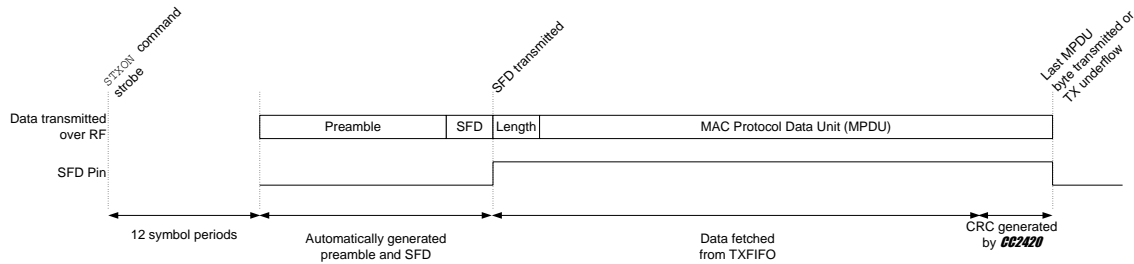 STXON command
strobe
SFD transmitted
Last MPDU
byte transmitted or
TX underflow
Data transmitted
over RF
Preamble
SFD
Length
MAC Protocol Data Unit (MPDU)
SFD Pin
12 symbol periods
Automatically generated
preamble and SFD
Data fetched
from TXFIFO
CRC generated
by CC2420